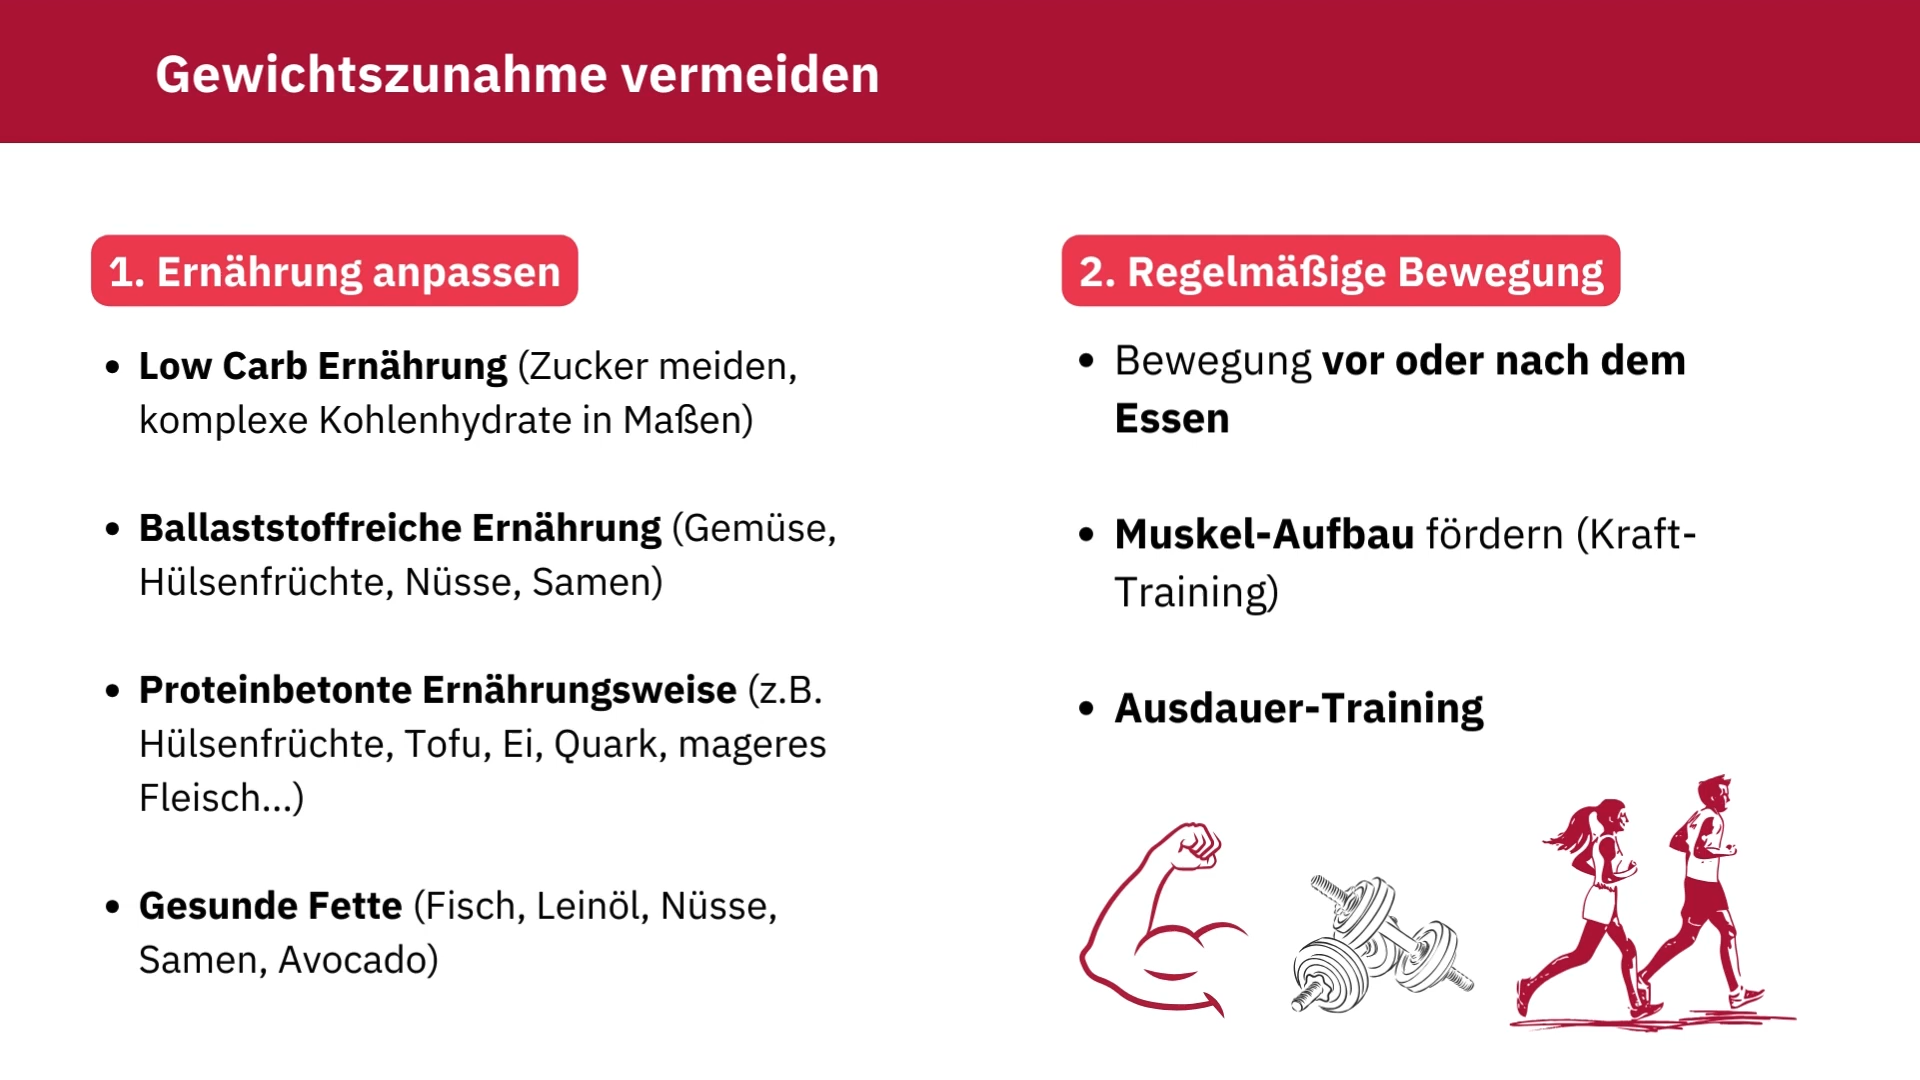 Gewichtszunahme vermeiden
1. Ernährung anpassen
• Low Carb Ernährung (Zucker meiden,
komplexe Kohlenhydrate in Maßen)
• Ballaststoffreiche Ernährung (Gemüse,
Hülsenfrüchte, Nüsse, Samen)
• Proteinbetonte Ernährungsweise (z.B.
Hülsenfrüchte, Tofu, Ei, Quark, mageres
Fleisch...)
• Gesunde Fette (Fisch, Leinöl, Nüsse,
Samen, Avocado)
2. Regelmäßige Bewegung
• Bewegung vor oder nach dem
Essen
• Muskel-Aufbau fördern (Kraft-
Training)
• Ausdauer-Training